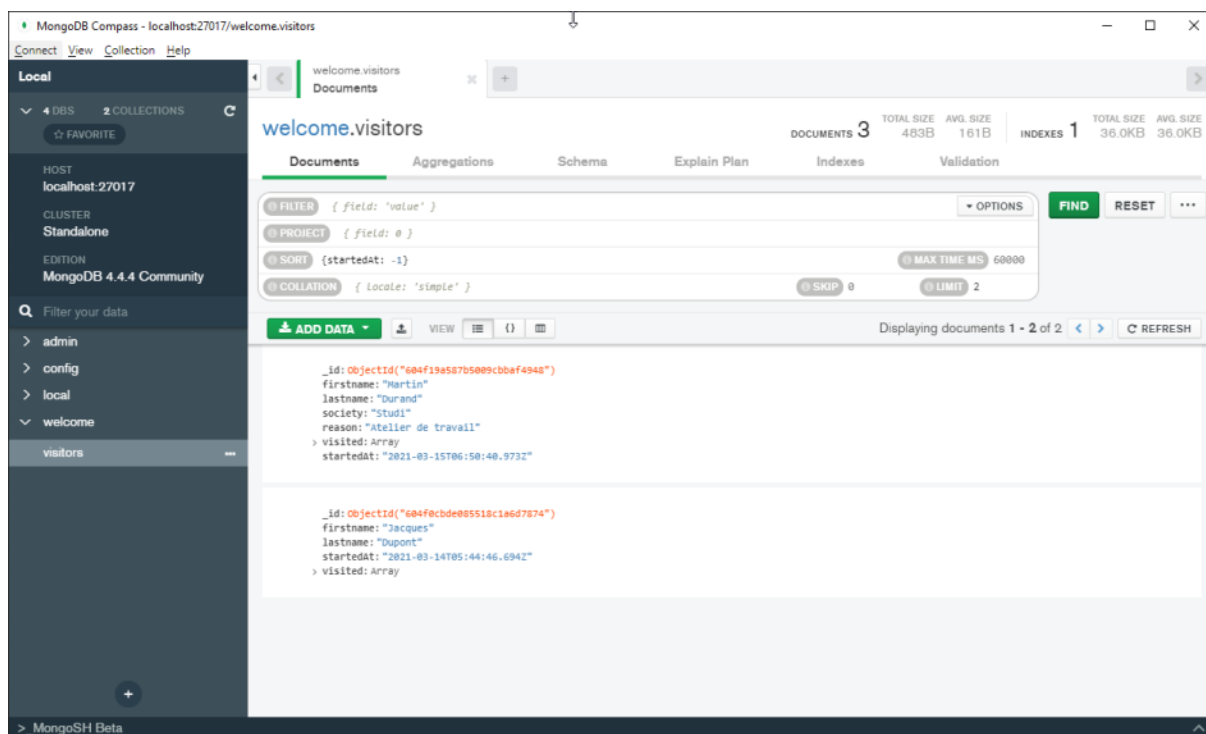 MongoDB Compass - localhost:27017/welcome.visitors
Connect View Collection Help
Local
4 DBS 2 COLLECTIONS
FAVORITE
HOST
localhost:27017
CLUSTER
Standalone
EDITION
MongoDB 4.4.4 Community
Filter your data
admin
config
local
welcome
visitors
MongoSH Beta
welcome.visitors
Documents
welcome.visitors
DOCUMENTS 3 TOTAL SIZE 483B AVG. SIZE 161B INDEXES 1 TOTAL SIZE 36.0KB AVG. SIZE 36.0KB
Documents Aggregations Schema Explain Plan Indexes Validation
FILTER { field: 'value' } OPTIONS FIND RESET ...
PROJECT { field: 0 }
SORT {startedAt: -1} MAX TIME MS 60000
COLLATION { locale: 'simple' } SKIP 0 LIMIT 2
ADD DATA VIEW {} Displaying documents 1 - 2 of 2 < > REFRESH
_id: ObjectId("604f19a587b5009cbbaf4948")
firstname: "Martin"
lastname: "Durand"
society: "Studi"
reason: "Atelier de travail"
> visited: Array
startedAt: "2021-03-15T06:50:40.973Z"
_id: ObjectId("604f0cbde085518c1a6d7874")
firstname: "Jacques"
lastname: "Dupont"
startedAt: "2021-03-14T05:44:46.694Z"
> visited: Array